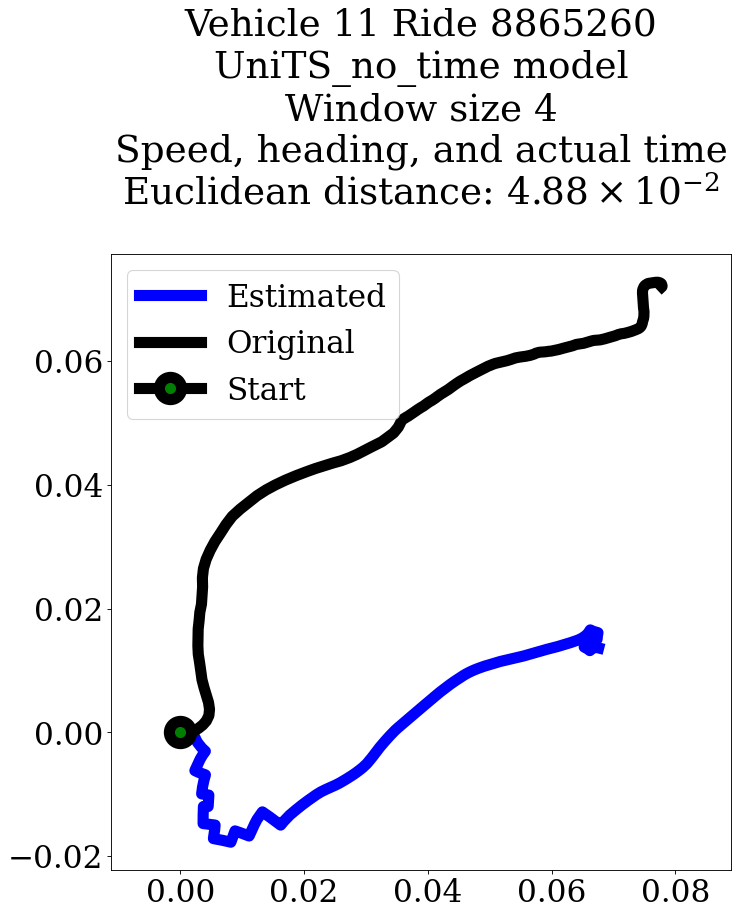 Vehicle 11 Ride 8865260
UniTS_no_time model
Window size 4
Speed, heading, and actual time
Euclidean distance: 4.88 × 10⁻²
Estimated
Original
Start
0.06
0.04
0.02
0.00
−0.02
0.00 0.02 0.04 0.06 0.08